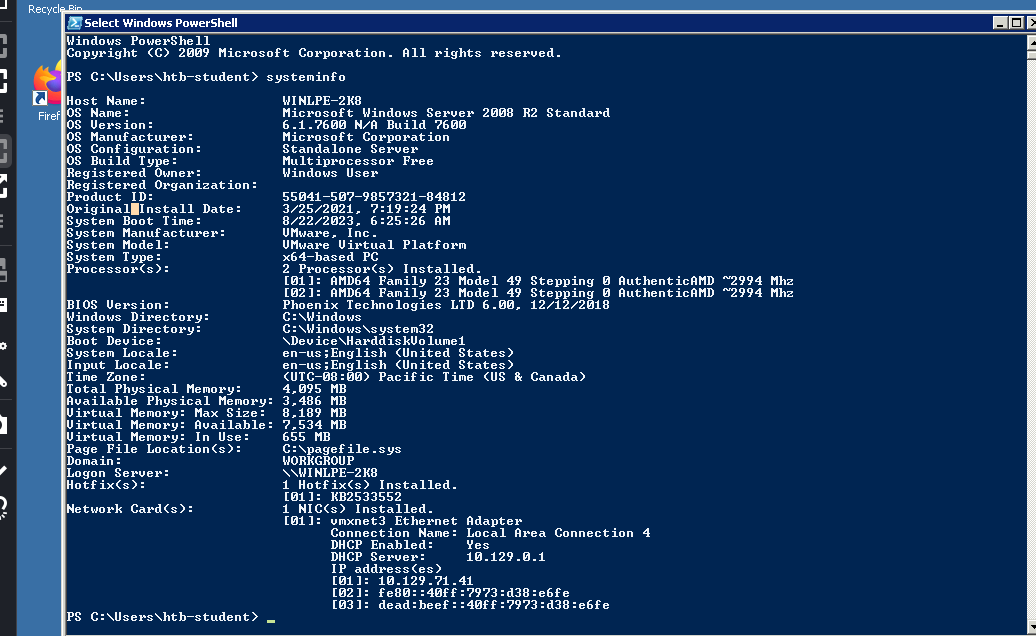 Recycle Bin
Select Windows PowerShell
Windows PowerShell
Copyright (C) 2009 Microsoft Corporation. All rights reserved.
PS C:\Users\htb-student> systeminfo
Host Name: WINLPE-2K8
OS Name: Microsoft Windows Server 2008 R2 Standard
OS Version: 6.1.7600 N/A Build 7600
OS Manufacturer: Microsoft Corporation
OS Configuration: Standalone Server
OS Build Type: Multiprocessor Free
Registered Owner: Windows User
Registered Organization:
Product ID: 55041-507-9857321-84812
Original Install Date: 3/25/2021, 7:19:24 PM
System Boot Time: 8/22/2023, 6:25:26 AM
System Manufacturer: VMware, Inc.
System Model: VMware Virtual Platform
System Type: x64-based PC
Processor(s): 2 Processor(s) Installed.
[01]: AMD64 Family 23 Model 49 Stepping 0 AuthenticAMD ~2994 Mhz
[02]: AMD64 Family 23 Model 49 Stepping 0 AuthenticAMD ~2994 Mhz
BIOS Version: Phoenix Technologies LTD 6.00, 12/12/2018
Windows Directory: C:\Windows
System Directory: C:\Windows\system32
Boot Device: \Device\HarddiskVolume1
System Locale: en-us;English (United States)
Input Locale: en-us;English (United States)
Time Zone: (UTC-08:00) Pacific Time (US & Canada)
Total Physical Memory: 4,095 MB
Available Physical Memory: 3,486 MB
Virtual Memory: Max Size: 8,189 MB
Virtual Memory: Available: 7,534 MB
Virtual Memory: In Use: 655 MB
Page File Location(s): C:\pagefile.sys
Domain: WORKGROUP
Logon Server: \\WINLPE-2K8
Hotfix(s): 1 Hotfix(s) Installed.
[01]: KB2533552
Network Card(s): 1 NIC(s) Installed.
[01]: vmxnet3 Ethernet Adapter
Connection Name: Local Area Connection 4
DHCP Enabled: Yes
DHCP Server: 10.129.0.1
IP address(es)
[01]: 10.129.71.41
[02]: fe80::40ff:7973:d38:e6fe
[03]: dead:beef::40ff:7973:d38:e6fe
PS C:\Users\htb-student> _
Firef